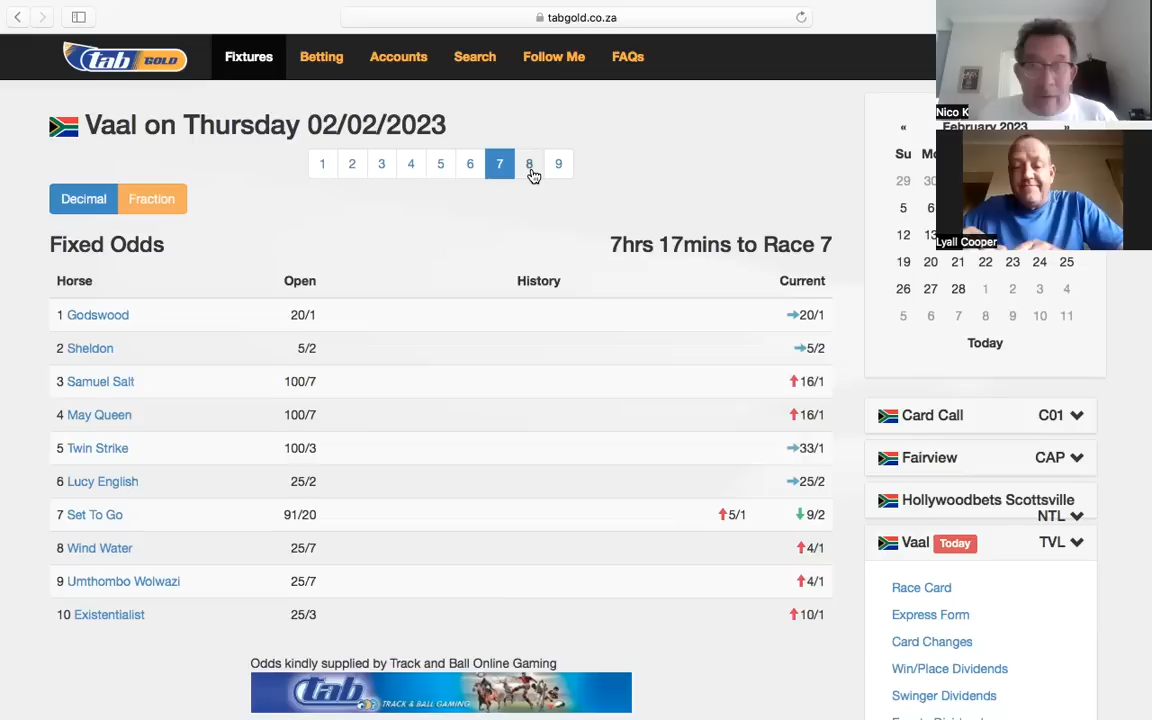 tabgold.co.za
tab GOLD
Fixtures Betting Accounts Search Follow Me FAQs
Nico K
Vaal on Thursday 02/02/2023
« February 2023 »
1 2 3 4 5 6 7 8 9
Su Mo
29 30
Decimal Fraction
5 6
Lyall Cooper
12 13
Fixed Odds 7hrs 17mins to Race 7
19 20 21 22 23 24 25
Horse Open History Current
26 27 28 1 2 3 4
1 Godswood 20/1 20/1
5 6 7 8 9 10 11
2 Sheldon 5/2 5/2
Today
3 Samuel Salt 100/7 16/1
4 May Queen 100/7 16/1
Card Call C01
5 Twin Strike 100/3 33/1
Fairview CAP
6 Lucy English 25/2 25/2
Hollywoodbets Scottsville
NTL
7 Set To Go 91/20 5/1 9/2
Vaal Today TVL
8 Wind Water 25/7 4/1
9 Umthombo Wolwazi 25/7 4/1
Race Card
10 Existentialist 25/3 10/1
Express Form
Card Changes
Odds kindly supplied by Track and Ball Online Gaming
Win/Place Dividends
tab TRACK & BALL GAMING
Swinger Dividends